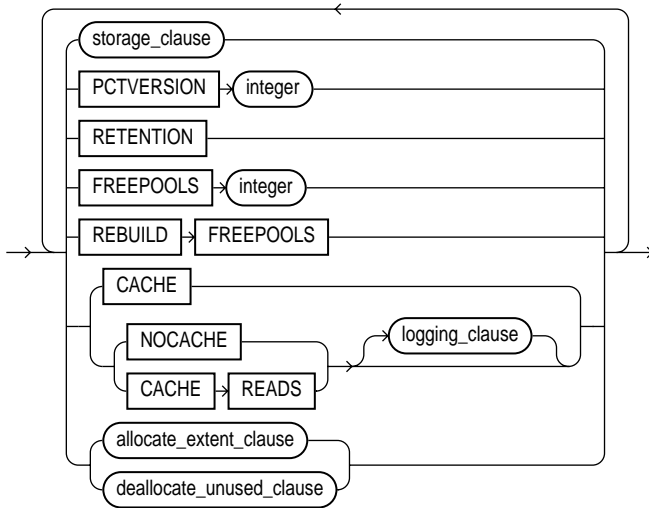 storage_clause
PCTVERSION integer
RETENTION
FREEPOOLS integer
REBUILD FREEPOOLS
CACHE
NOCACHE logging_clause
CACHE READS
allocate_extent_clause
deallocate_unused_clause